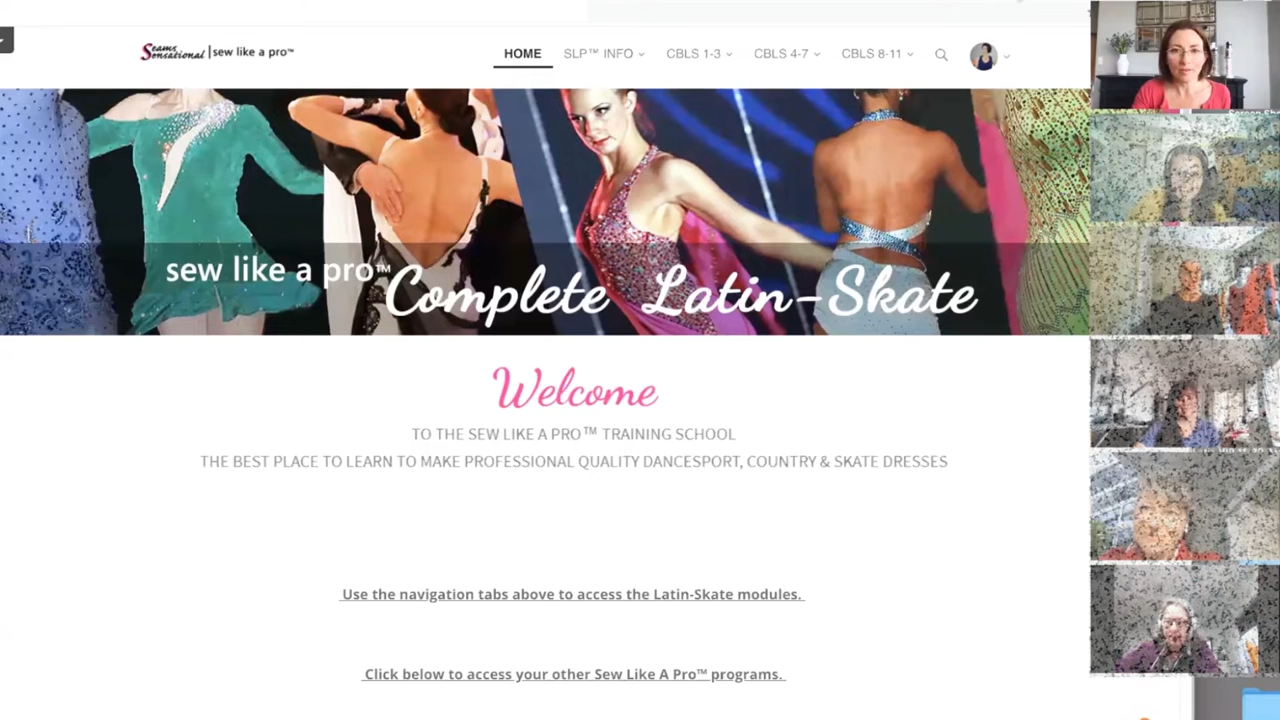 Seams Sensational | sew like a pro™
HOME SLP™ INFO CBLS 1-3 CBLS 4-7 CBLS 8-11
sew like a pro™ Complete Latin-Skate
Welcome
TO THE SEW LIKE A PRO™ TRAINING SCHOOL
THE BEST PLACE TO LEARN TO MAKE PROFESSIONAL QUALITY DANCESPORT, COUNTRY & SKATE DRESSES
Use the navigation tabs above to access the Latin-Skate modules.
Click below to access your other Sew Like A Pro™ programs.